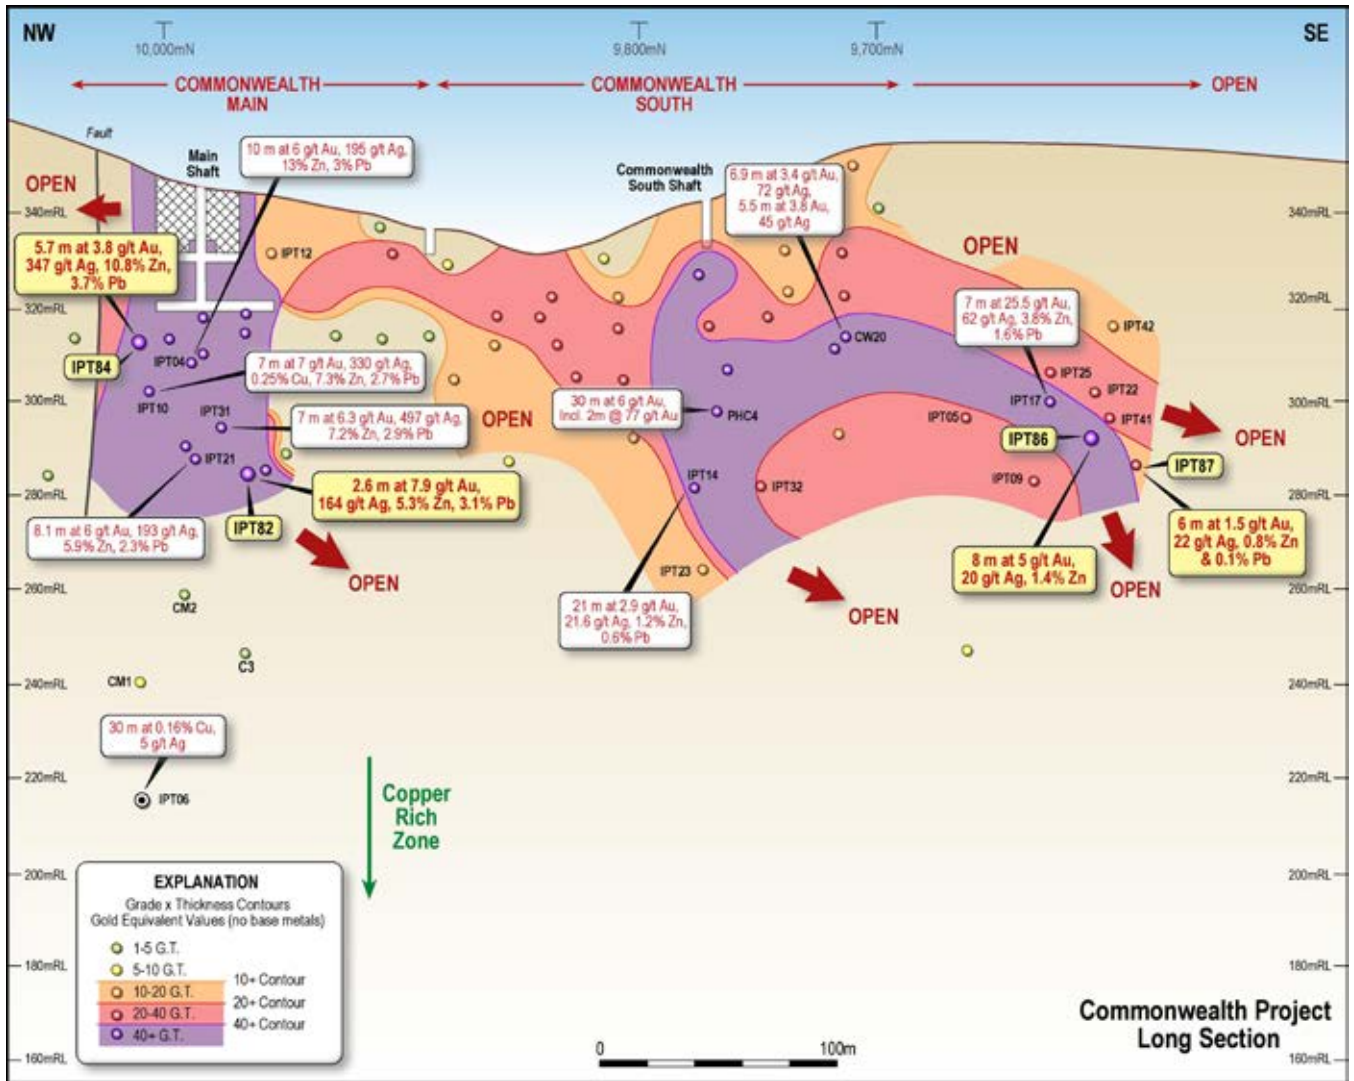 NW
10,000mN
9,800mN
9,700mN
SE
COMMONWEALTH
MAIN
COMMONWEALTH
SOUTH
OPEN
Fault
Main
Shaft
10 m at 6 g/t Au, 195 g/t Ag,
13% Zn, 3% Pb
Commonwealth
South Shaft
6.9 m at 3.4 g/t Au,
72 g/t Ag,
5.5 m at 3.8 Au,
45 g/t Ag
OPEN
340mRL
340mRL
5.7 m at 3.8 g/t Au,
347 g/t Ag, 10.8% Zn,
3.7% Pb
IPT12
OPEN
320mRL
320mRL
7 m at 25.5 g/t Au,
62 g/t Ag, 3.8% Zn,
1.6% Pb
IPT42
IPT84
IPT04
CW20
7 m at 7 g/t Au, 330 g/t Ag,
0.25% Cu, 7.3% Zn, 2.7% Pb
IPT25
IPT22
300mRL
300mRL
IPT10
IPT31
7 m at 6.3 g/t Au, 497 g/t Ag,
7.2% Zn, 2.9% Pb
OPEN
30 m at 6 g/t Au,
Incl. 2m @ 77 g/t Au
PHC4
IPT05
IPT17
IPT41
IPT86
OPEN
IPT21
IPT87
280mRL
280mRL
2.6 m at 7.9 g/t Au,
164 g/t Ag, 5.3% Zn, 3.1% Pb
IPT14
IPT32
IPT09
8.1 m at 6 g/t Au, 193 g/t Ag,
5.9% Zn, 2.3% Pb
IPT82
6 m at 1.5 g/t Au,
22 g/t Ag, 0.8% Zn
& 0.1% Pb
8 m at 5 g/t Au,
20 g/t Ag, 1.4% Zn
OPEN
IPT23
OPEN
260mRL
260mRL
CM2
21 m at 2.9 g/t Au,
21.6 g/t Ag, 1.2% Zn,
0.6% Pb
OPEN
C3
CM1
240mRL
240mRL
30 m at 0.16% Cu,
5 g/t Ag
220mRL
220mRL
IPT06
Copper
Rich
Zone
200mRL
200mRL
EXPLANATION
Grade x Thickness Contours
Gold Equivalent Values (no base metals)
1-5 G.T.
5-10 G.T.
10+ Contour
10-20 G.T.
20+ Contour
20-40 G.T.
40+ Contour
40+ G.T.
180mRL
180mRL
160mRL
160mRL
0
100m
Commonwealth Project
Long Section